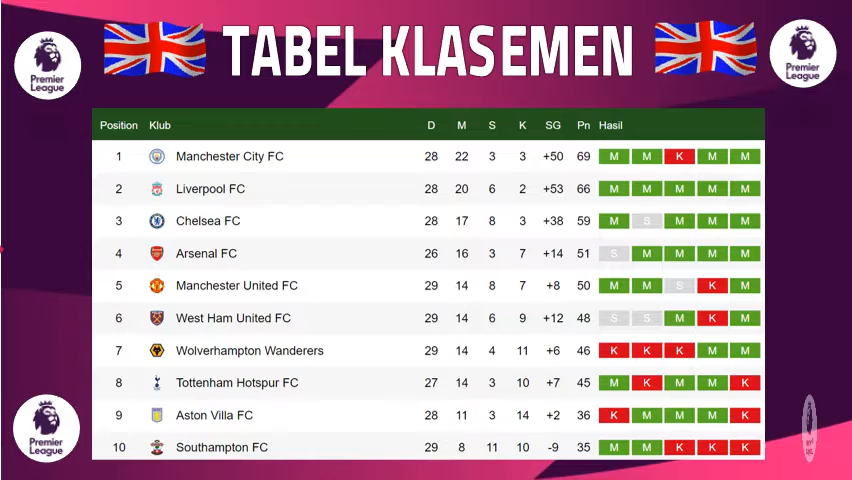 TABEL KLASEMEN
Premier League
Premier League
Position Klub D M S K SG Pn Hasil
1 Manchester City FC 28 22 3 3 +50 69 M M K M M
2 Liverpool FC 28 20 6 2 +53 66 M M M M M
3 Chelsea FC 28 17 8 3 +38 59 M S M M M
4 Arsenal FC 26 16 3 7 +14 51 S M M M M
5 Manchester United FC 29 14 8 7 +8 50 M M S K M
6 West Ham United FC 29 14 6 9 +12 48 S S M K M
7 Wolverhampton Wanderers 29 14 4 11 +6 46 K K K M M
8 Tottenham Hotspur FC 27 14 3 10 +7 45 M K M M K
9 Aston Villa FC 28 11 3 14 +2 36 K M M M K
10 Southampton FC 29 8 11 10 -9 35 M M K K K
Premier League